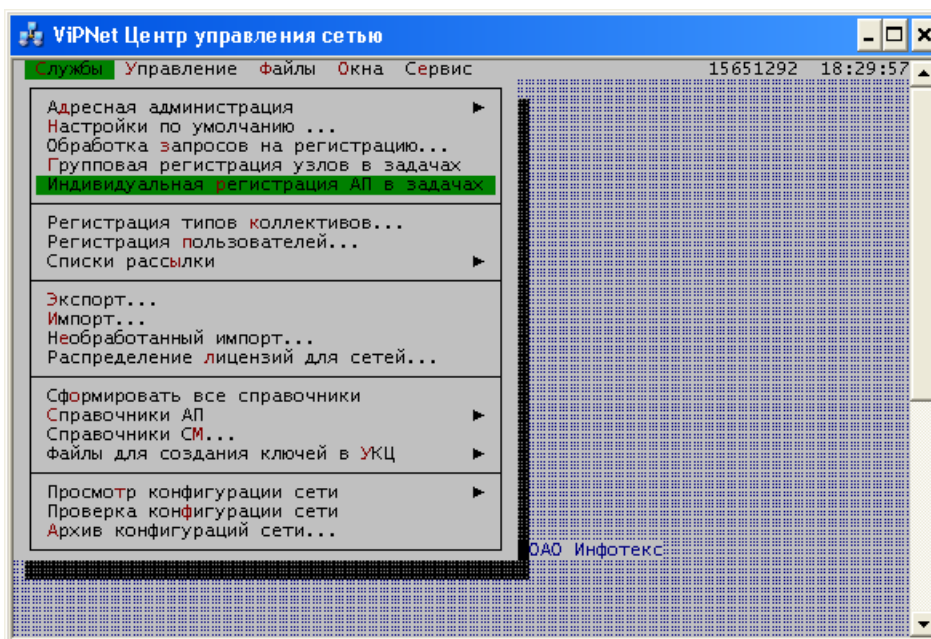 ViPNet Центр управления сетью
Службы Управление Файлы Окна Сервис 15651292 18:29:57
Адресная администрация
Настройки по умолчанию ...
Обработка запросов на регистрацию...
Групповая регистрация узлов в задачах
Индивидуальная регистрация АП в задачах
Регистрация типов коллективов...
Регистрация пользователей...
Списки рассылки
Экспорт...
Импорт...
Необработанный импорт...
Распределение лицензий для сетей...
Сформировать все справочники
Справочники АП
Справочники СМ...
Файлы для создания ключей в УКЦ
Просмотр конфигурации сети
Проверка конфигурации сети
Архив конфигураций сети...
ОАО Инфотекс